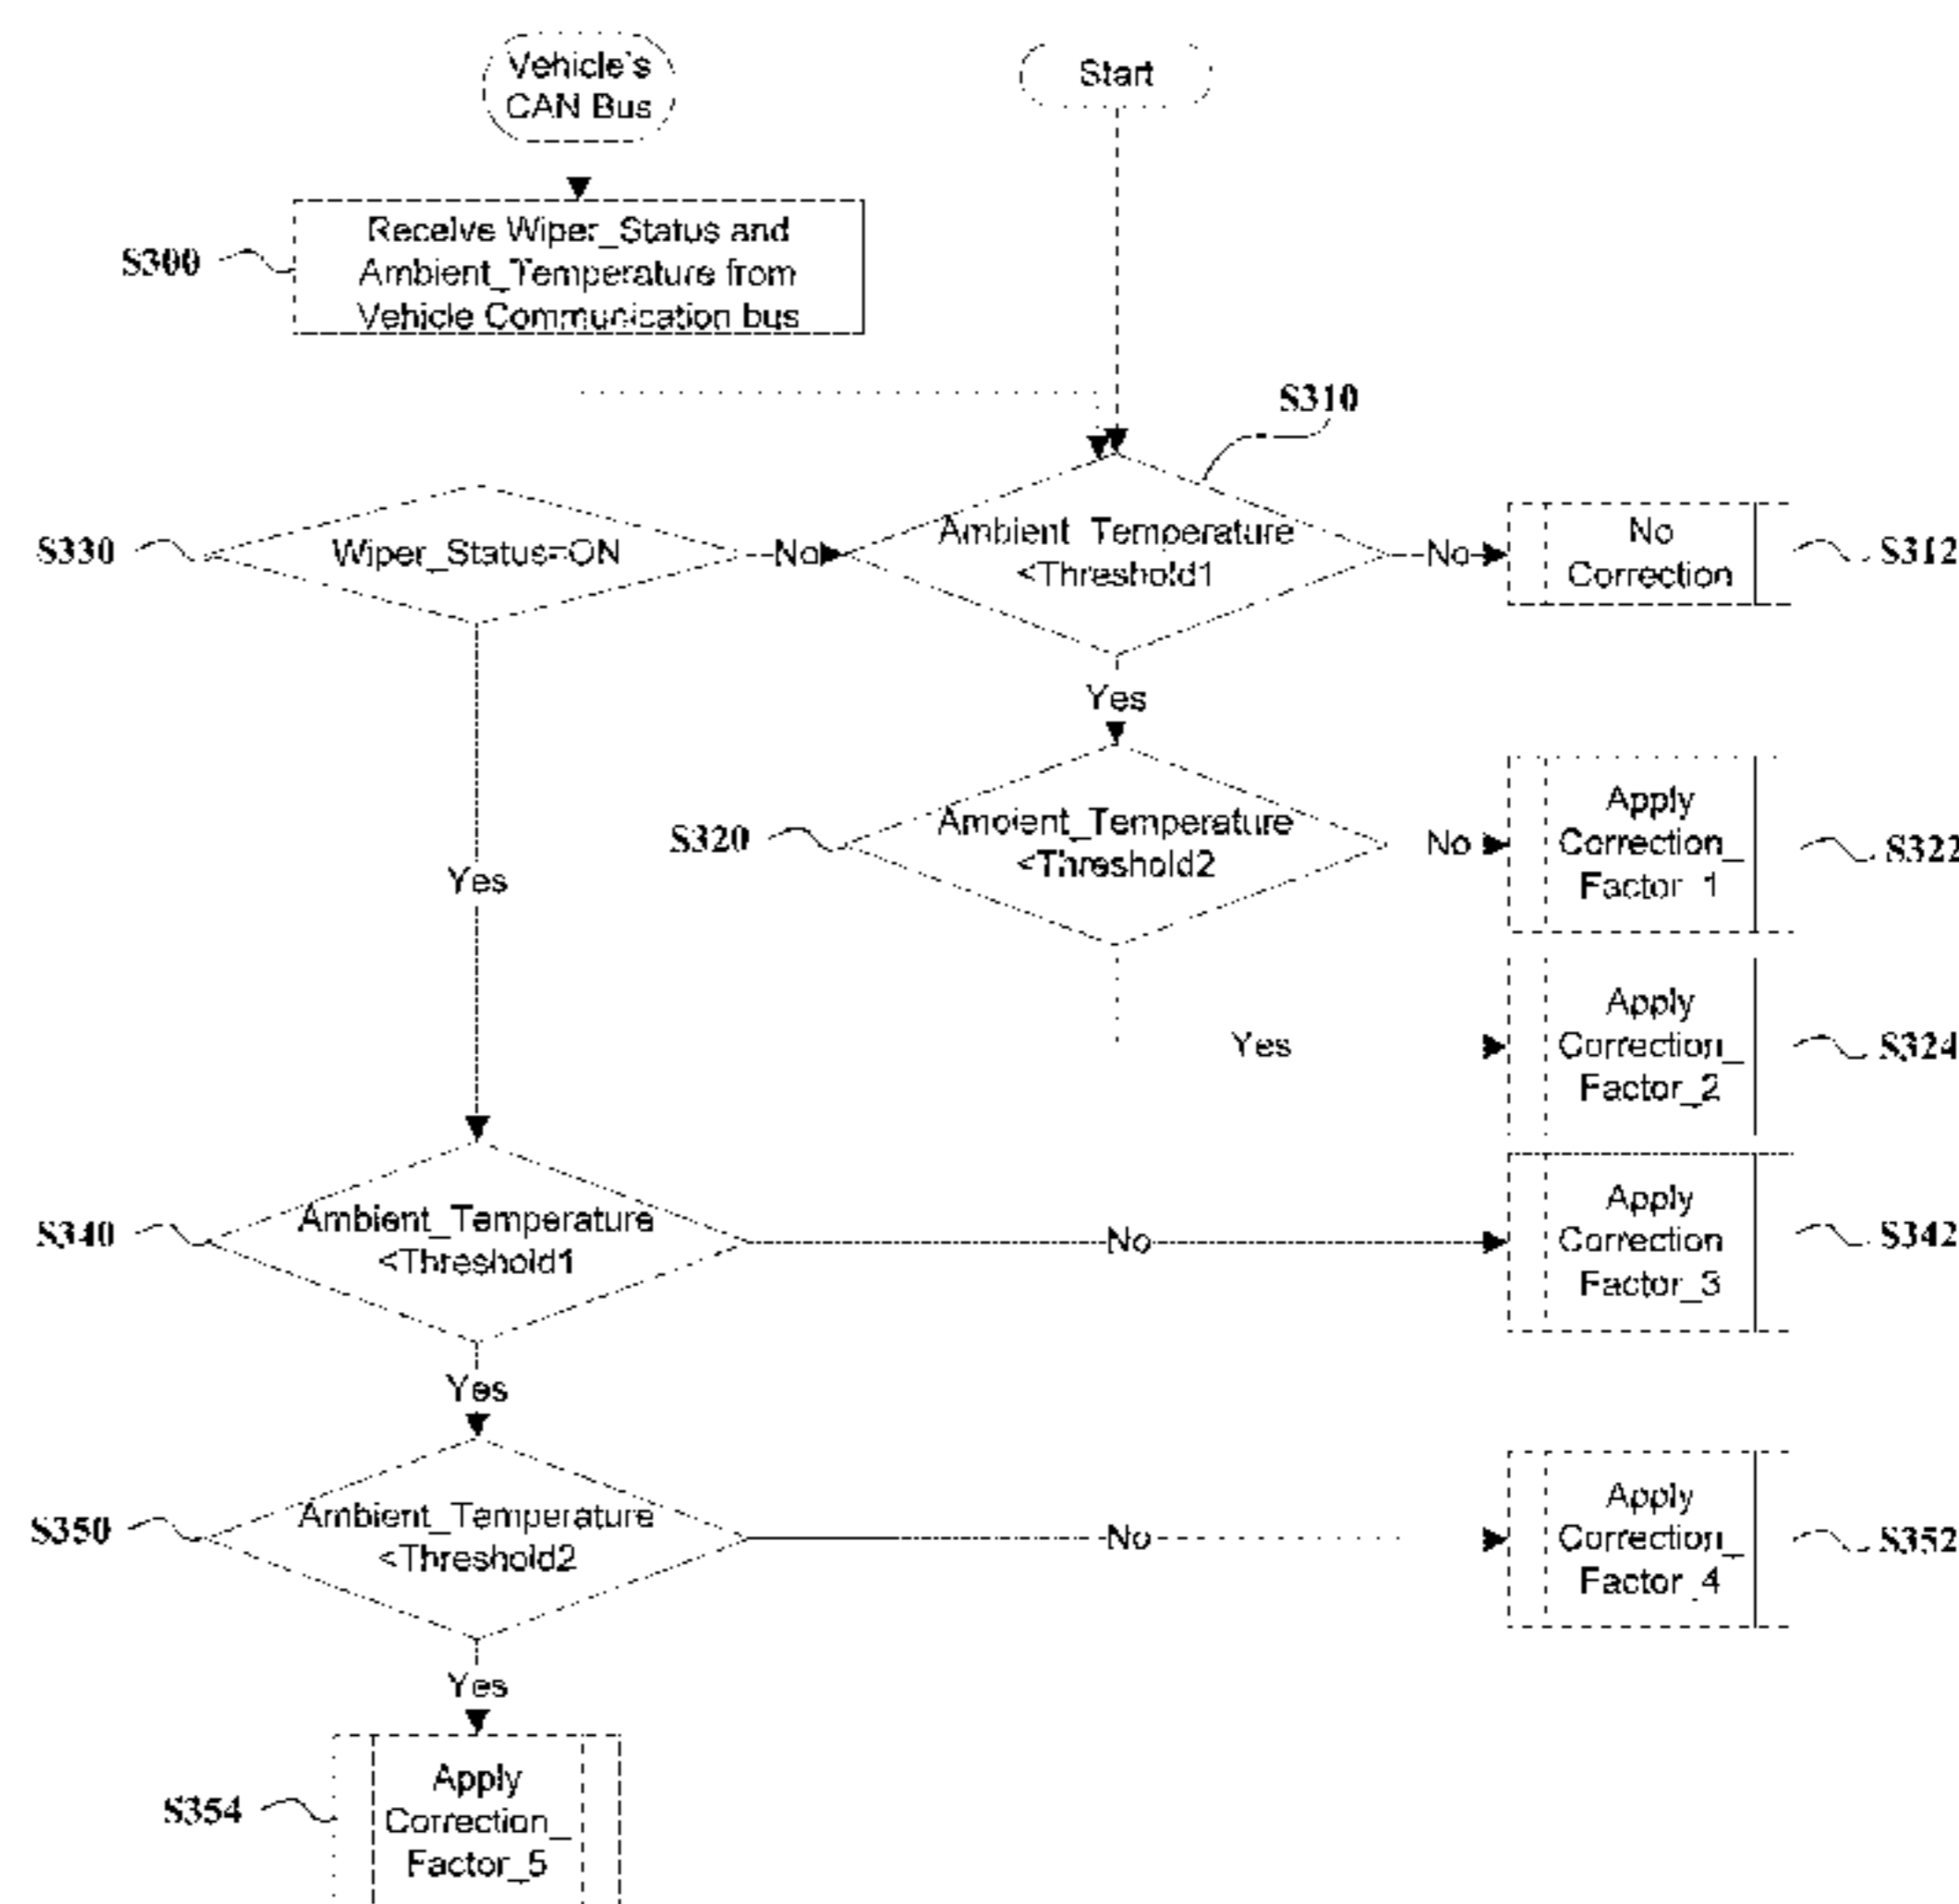 Vehicle's
CAN Bus
Start
S300
Receive Wiper_Status and
Ambient_Temperature from
Vehicle Communication bus
S310
S330
Wiper_Status=ON
No
Ambient_Temperature
<Threshold1
No
No
Correction
S312
Yes
S320
Ambient_Temperature
<Threshold2
No
Apply
Correction_
Factor_1
S322
Yes
Yes
Apply
Correction_
Factor_2
S324
S340
Ambient_Temperature
<Threshold1
No
Apply
Correction
Factor_3
S342
Yes
S350
Ambient_Temperature
<Threshold2
No
Apply
Correction_
Factor_4
S352
Yes
S354
Apply
Correction_
Factor_5